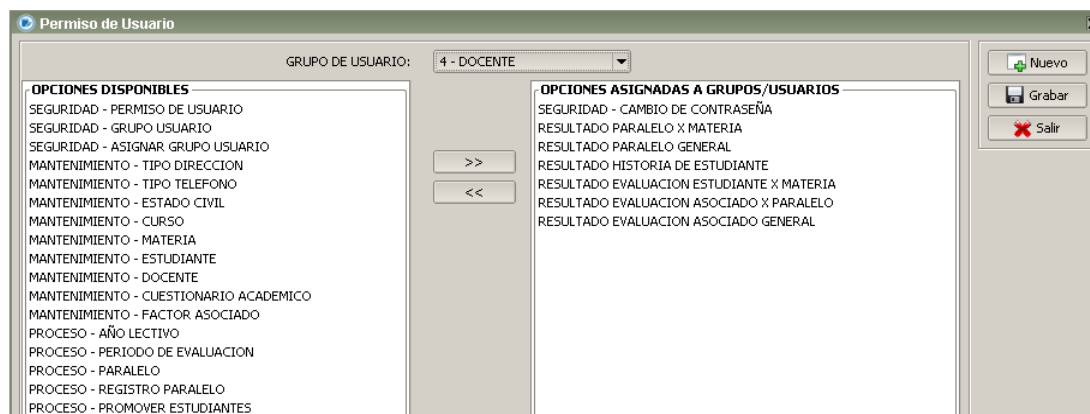 Permiso de Usuario
GRUPO DE USUARIO: 4 - DOCENTE
Nuevo
Grabar
Salir
OPCIONES DISPONIBLES
SEGURIDAD - PERMISO DE USUARIO
SEGURIDAD - GRUPO USUARIO
SEGURIDAD - ASIGNAR GRUPO USUARIO
MANTENIMIENTO - TIPO DIRECCION
MANTENIMIENTO - TIPO TELEFONO
MANTENIMIENTO - ESTADO CIVIL
MANTENIMIENTO - CURSO
MANTENIMIENTO - MATERIA
MANTENIMIENTO - ESTUDIANTE
MANTENIMIENTO - DOCENTE
MANTENIMIENTO - CUESTIONARIO ACADEMICO
MANTENIMIENTO - FACTOR ASOCIADO
PROCESO - AÑO LECTIVO
PROCESO - PERIODO DE EVALUACION
PROCESO - PARALELO
PROCESO - REGISTRO PARALELO
PROCESO - PROMOVER ESTUDIANTES
>>
<<
OPCIONES ASIGNADAS A GRUPOS/USUARIOS
SEGURIDAD - CAMBIO DE CONTRASEÑA
RESULTADO PARALELO X MATERIA
RESULTADO PARALELO GENERAL
RESULTADO HISTORIA DE ESTUDIANTE
RESULTADO EVALUACION ESTUDIANTE X MATERIA
RESULTADO EVALUACION ASOCIADO X PARALELO
RESULTADO EVALUACION ASOCIADO GENERAL